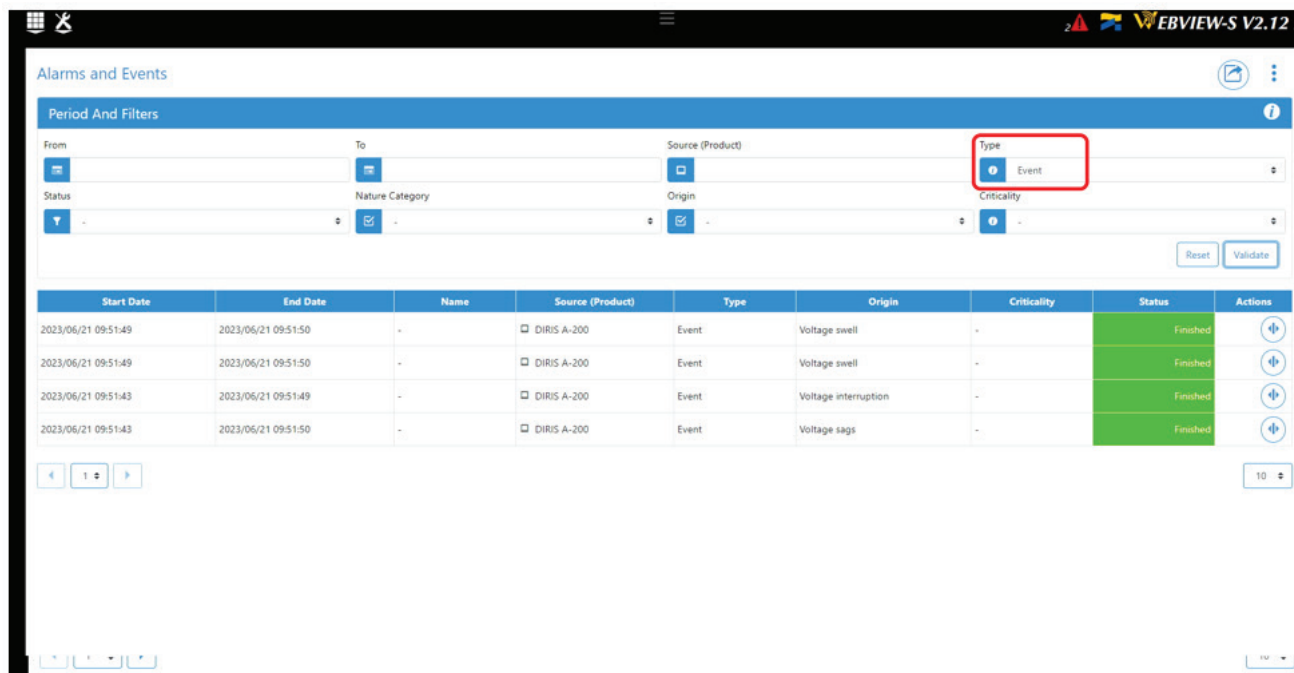 2 WEBVIEW-S V2.12
Alarms and Events
Period And Filters
From To Source (Product) Type
Event
Status Nature Category Origin Criticality
- - - -
Reset Validate
Start Date End Date Name Source (Product) Type Origin Criticality Status Actions
2023/06/21 09:51:49 2023/06/21 09:51:50 - DIRIS A-200 Event Voltage swell - Finished
2023/06/21 09:51:49 2023/06/21 09:51:50 - DIRIS A-200 Event Voltage swell - Finished
2023/06/21 09:51:43 2023/06/21 09:51:49 - DIRIS A-200 Event Voltage interruption - Finished
2023/06/21 09:51:43 2023/06/21 09:51:50 - DIRIS A-200 Event Voltage sags - Finished
1 10